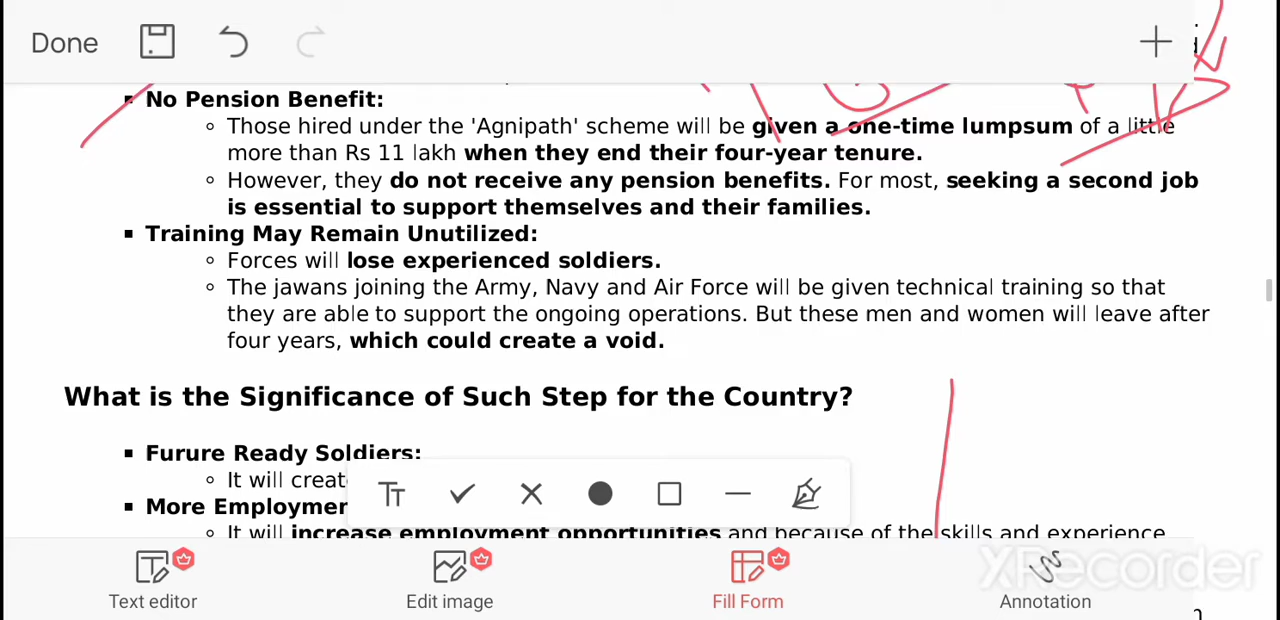 Done
No Pension Benefit:
Those hired under the 'Agnipath' scheme will be given a one-time lumpsum of a little
more than Rs 11 lakh when they end their four-year tenure.
However, they do not receive any pension benefits. For most, seeking a second job
is essential to support themselves and their families.
Training May Remain Unutilized:
Forces will lose experienced soldiers.
The jawans joining the Army, Navy and Air Force will be given technical training so that
they are able to support the ongoing operations. But these men and women will leave after
four years, which could create a void.
What is the Significance of Such Step for the Country?
Furure Ready Soldiers:
It will creat
More Employmer
It will increase employment opportunities and because of the skills and experience
Text editor
Edit image
Fill Form
Annotation
XRecorder